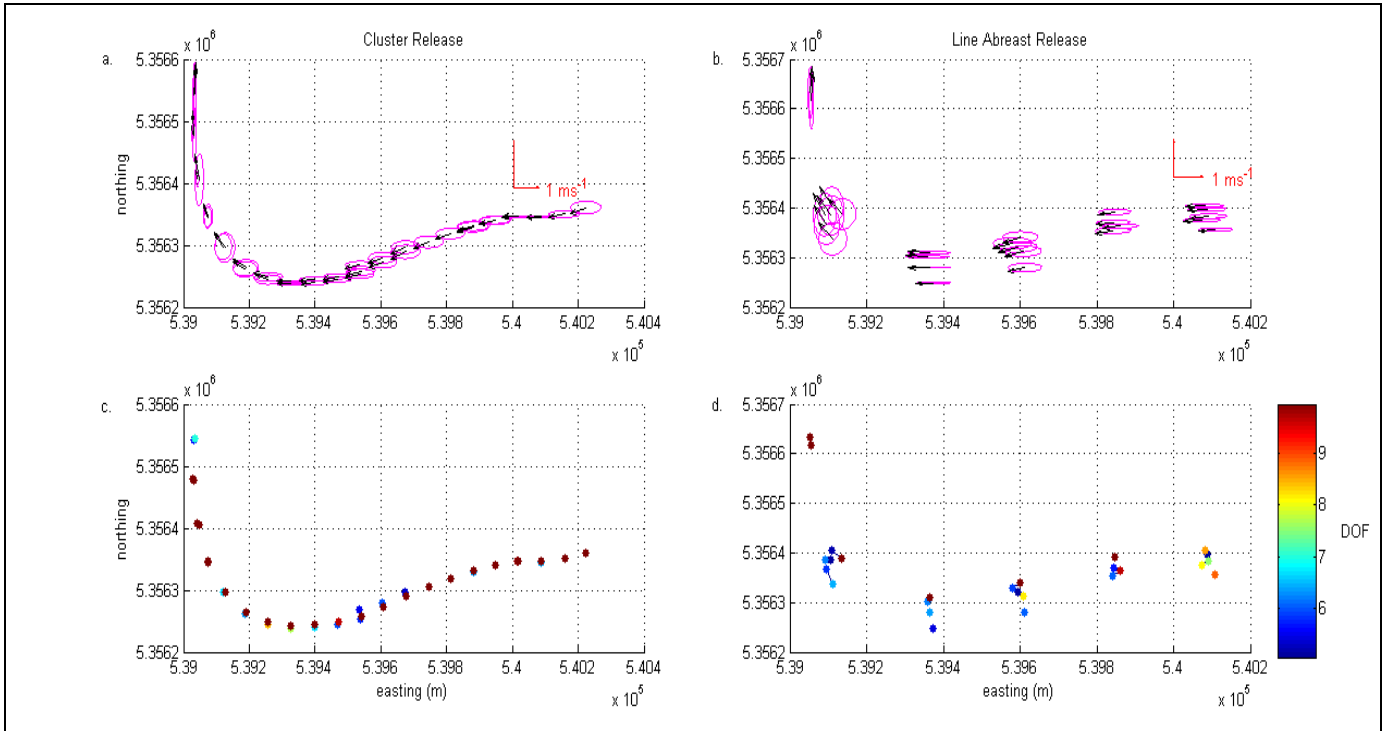 Cluster Release
a.
x 10^6
5.3566
5.3565
5.3564
5.3563
5.3562
northing
1 ms^-1
5.39
5.392
5.394
5.396
5.398
5.4
5.402
5.404
x 10^5
Line Abreast Release
b.
x 10^6
5.3567
5.3566
5.3565
5.3564
5.3563
5.3562
1 ms^-1
5.39
5.392
5.394
5.396
5.398
5.4
5.402
x 10^5
c.
x 10^6
5.3566
5.3565
5.3564
5.3563
5.3562
northing
5.39
5.392
5.394
5.396
5.398
5.4
5.402
5.404
easting (m)
x 10^5
d.
x 10^6
5.3567
5.3566
5.3565
5.3564
5.3563
5.3562
5.39
5.392
5.394
5.396
5.398
5.4
5.402
easting (m)
x 10^5
9
8
7
6
DOF